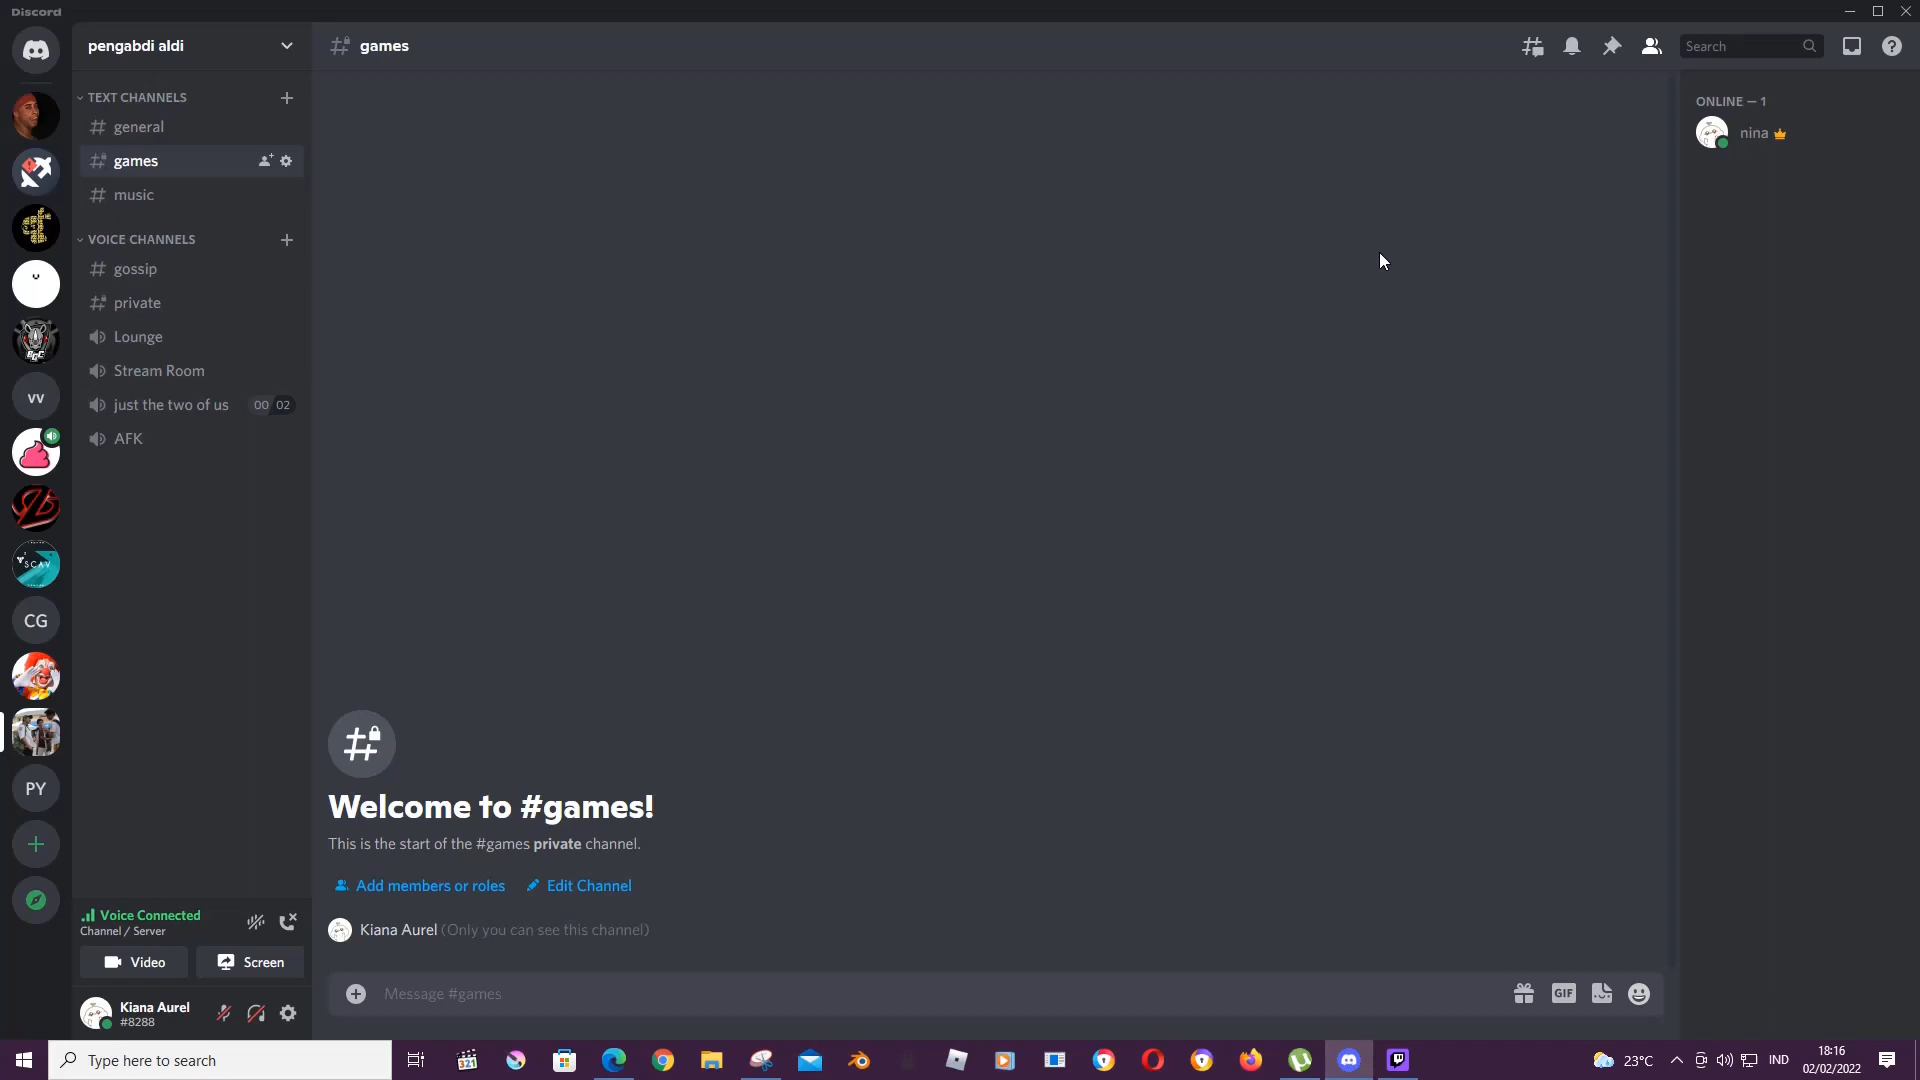 Discord
pengabdi aldi
games
Search
TEXT CHANNELS
general
games
music
VOICE CHANNELS
gossip
private
Lounge
Stream Room
just the two of us 00 02
AFK
ONLINE — 1
nina
EGC
vv
SCAV
CG
PY
Welcome to #games!
This is the start of the #games private channel.
Add members or roles
Edit Channel
Kiana Aurel (Only you can see this channel)
Voice Connected
Channel / Server
Video
Screen
Kiana Aurel
#8288
Message #games
GIF
Type here to search
321
23°C
IND
18:16
02/02/2022